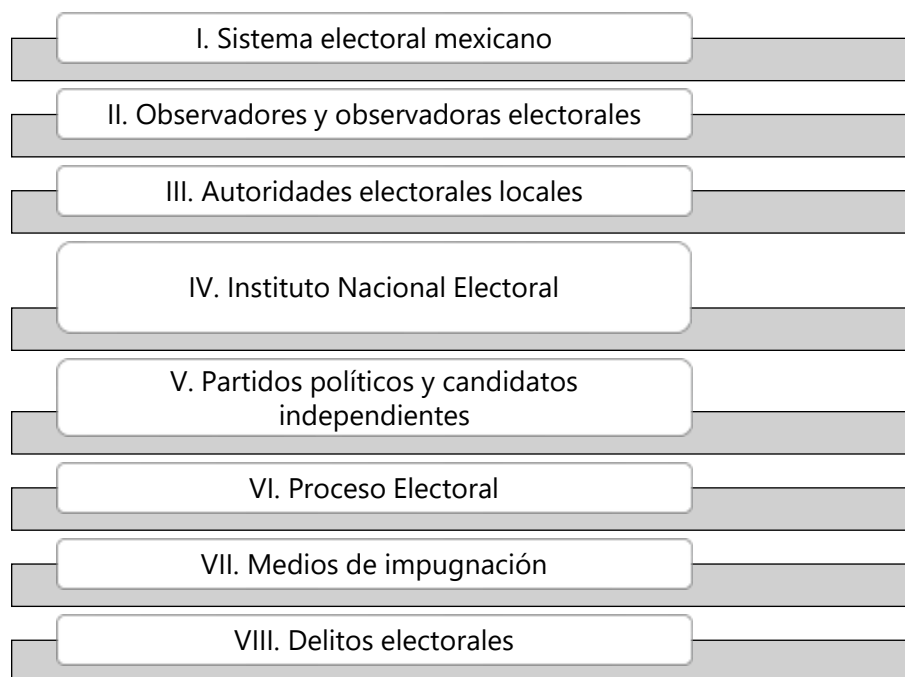 I. Sistema electoral mexicano
II. Observadores y observadoras electorales
III. Autoridades electorales locales
IV. Instituto Nacional Electoral
V. Partidos políticos y candidatos
independientes
VI. Proceso Electoral
VII. Medios de impugnación
VIII. Delitos electorales